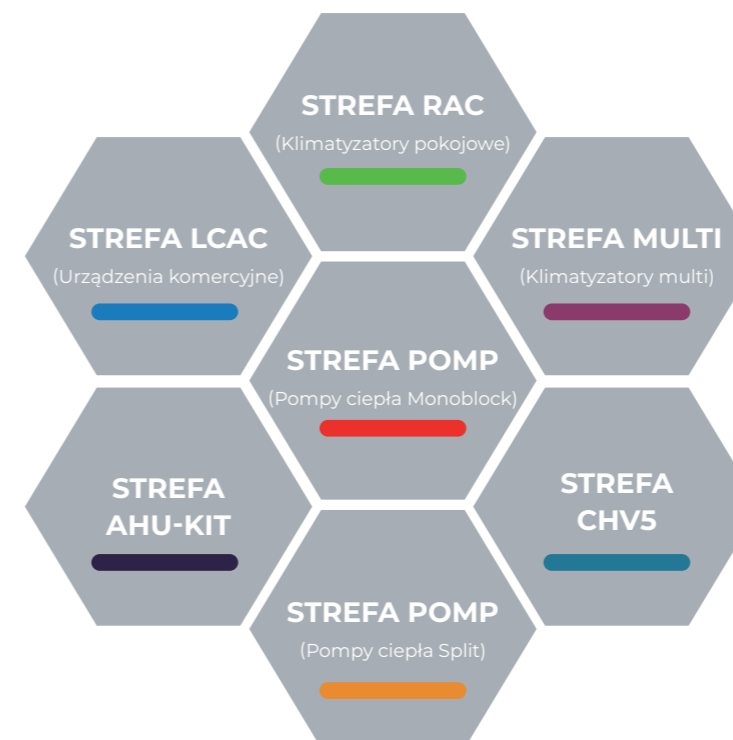 STREFA RAC
(Klimatyzatory pokojowe)
STREFA LCAC
(Urządzenia komercyjne)
STREFA MULTI
(Klimatyzatory multi)
STREFA POMP
(Pompy ciepła Monoblock)
STREFA
AHU-KIT
STREFA
CHV5
STREFA POMP
(Pompy ciepła Split)